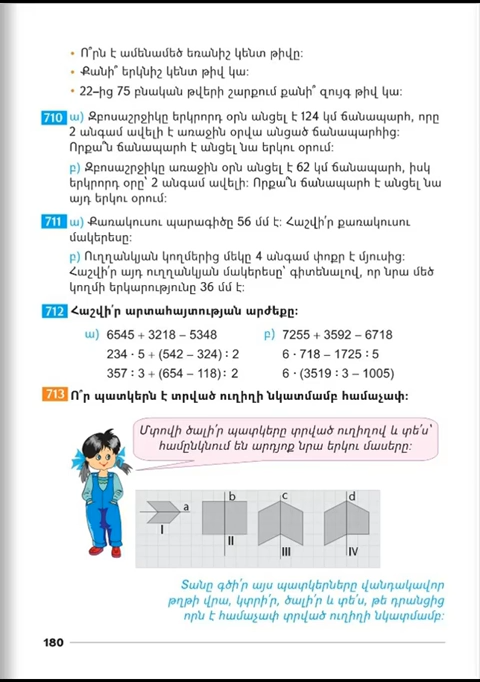 • Ո՞րն է ամենամեծ եռանիշ կենտ թիվը։
• Քանի՞ երկնիշ կենտ թիվ կա։
• 22–ից 75 բնական թվերի շարքում քանի՞ զույգ թիվ կա։
710 ա) Զբոսաշրջիկը երկրորդ օրն անցել է 124 կմ ճանապարհ, որը
2 անգամ ավելի է առաջին օրվա անցած ճանապարհից։
Որքա՞ն ճանապարհ է անցել նա երկու օրում։
բ) Զբոսաշրջիկը առաջին օրն անցել է 62 կմ ճանապարհ, իսկ
երկրորդ օրը՝ 2 անգամ ավելի։ Որքա՞ն ճանապարհ է անցել նա
այդ երկու օրում։
711 ա) Քառակուսու պարագիծը 56 մմ է։ Հաշվի՛ր քառակուսու
մակերեսը։
բ) Ուղղանկյան կողմերից մեկը 4 անգամ փոքր է մյուսից։
Հաշվի՛ր այդ ուղղանկյան մակերեսը՝ գիտենալով, որ նրա մեծ
կողմի երկարությունը 36 մմ է։
712 Հաշվի՛ր արտահայտության արժեքը։
ա) 6545 + 3218 – 5348 բ) 7255 + 3592 – 6718
234 · 5 + (542 – 324) : 2 6 · 718 – 1725 : 5
357 : 3 + (654 – 118) : 2 6 · (3519 : 3 – 1005)
713 Ո՞ր պատկերն է տրված ուղիղի նկատմամբ համաչափ։
Մտովի ծալի՛ր պատկերը տրված ուղիղով և տե՛ս՝
համընկնում են արդյոք նրա երկու մասերը։
a b c d
I II III IV
Տանը գծի՛ր այս պատկերները վանդակավոր
թղթի վրա, կտրի՛ր, ծալի՛ր և տե՛ս, թե դրանցից
որն է համաչափ տրված ուղիղի նկատմամբ։
180